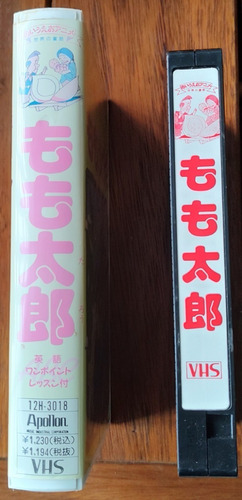 もも太郎
英語
ワンポイント
レッスン付
12H-3018
Apollon
¥1,230(税込)
¥1,194(税抜)
VHS
もも太郎
VHS